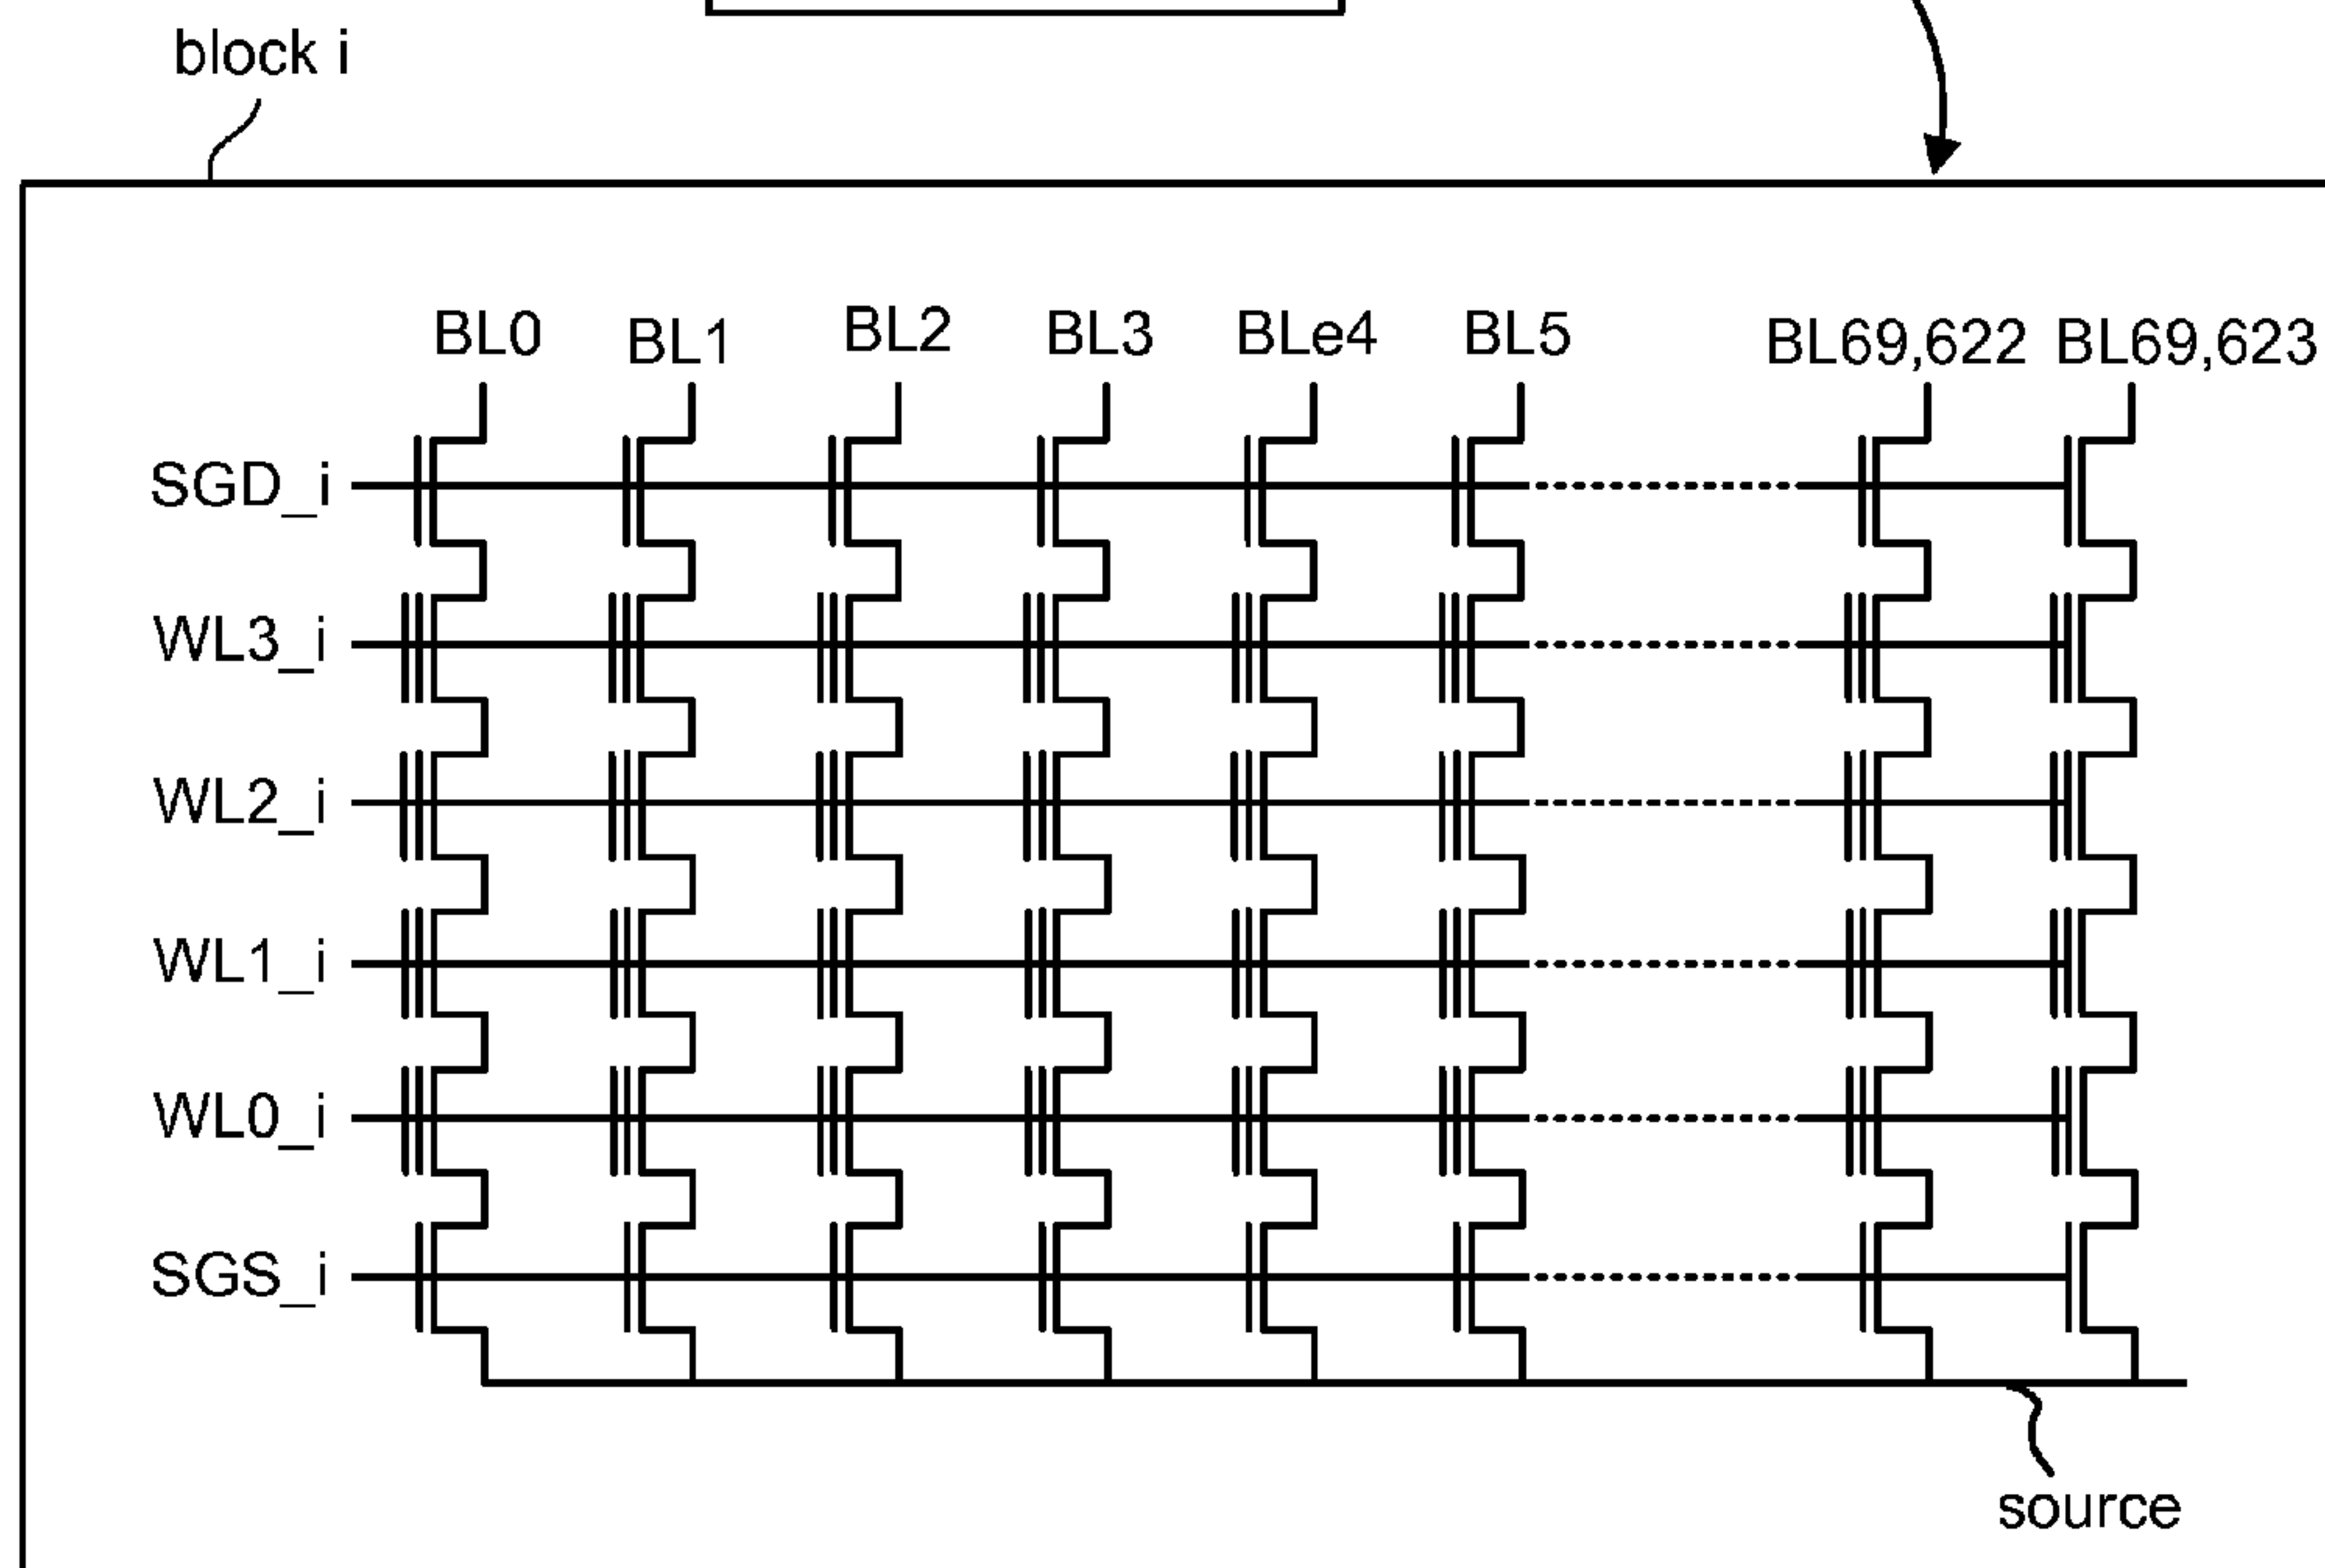 block i
BL0 BL1 BL2 BL3 BLe4 BL5 BL69,622 BL69,623
SGD_i
WL3_i
WL2_i
WL1_i
WL0_i
SGS_i
source